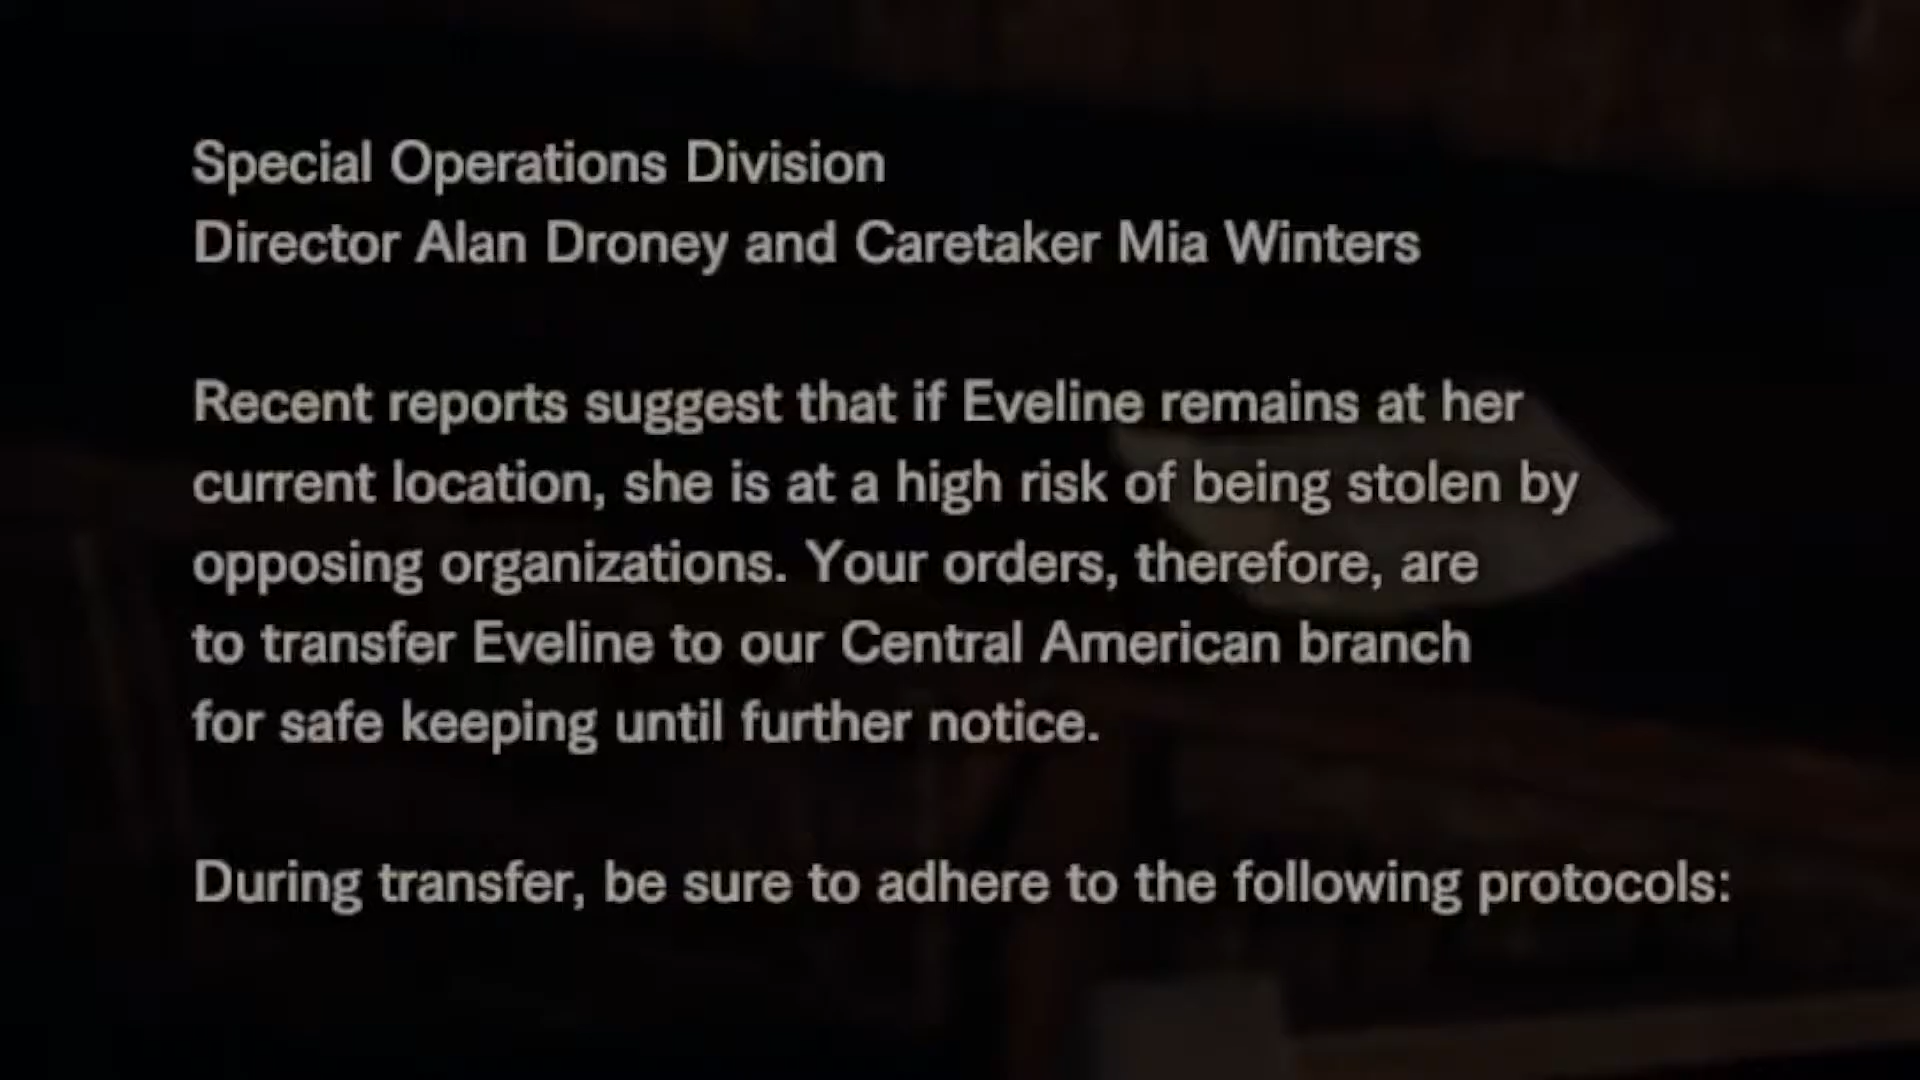 Special Operations Division
Director Alan Droney and Caretaker Mia Winters
Recent reports suggest that if Eveline remains at her
current location, she is at a high risk of being stolen by
opposing organizations. Your orders, therefore, are
to transfer Eveline to our Central American branch
for safe keeping until further notice.
During transfer, be sure to adhere to the following protocols: